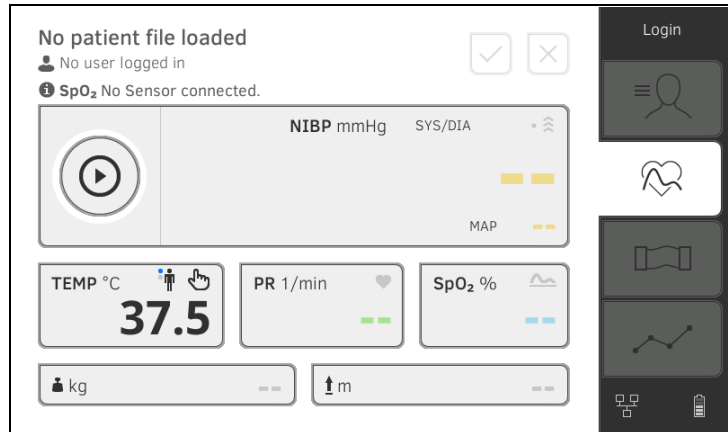 No patient file loaded
Login
No user logged in
SpO₂ No Sensor connected.
NIBP mmHg SYS/DIA
-- 
MAP --
TEMP °C
37.5
PR 1/min
--
SpO₂ %
--
kg --
m --